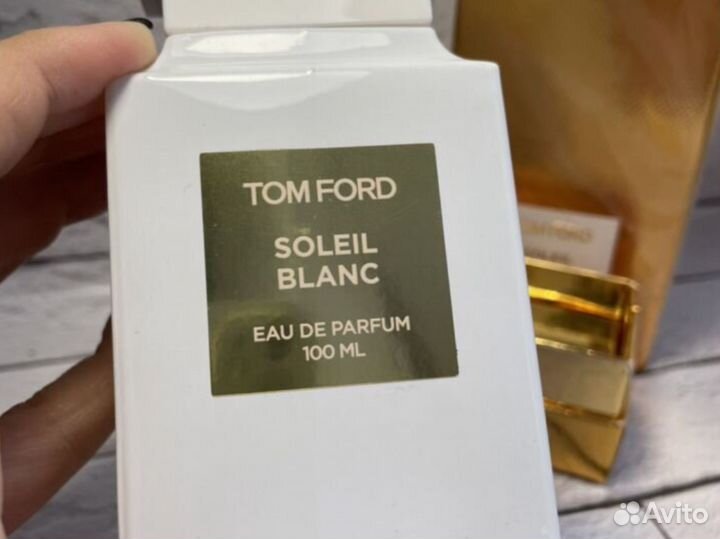 TOM FORD
SOLEIL
BLANC
EAU DE PARFUM
100 ML
Avito